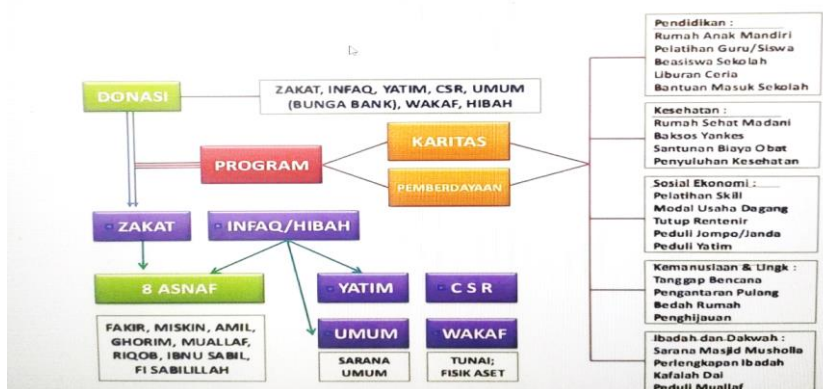 DONASI
ZAKAT, INFAQ, YATIM, CSR, UMUM
(BUNGA BANK), WAKAF, HIBAH
PROGRAM
KARITAS
PEMBERDAYAAN
ZAKAT
INFAQ/HIBAH
8 ASNAF
YATIM
CSR
UMUM
WAKAF
FAKIR, MISKIN, AMIL,
GHORIM, MUALLAF,
RIQOB, IBNU SABIL,
FI SABILILLAH
SARANA
UMUM
TUNAI;
FISIK ASET
Pendidikan :
Rumah Anak Mandiri
Pelatihan Guru/Siswa
Beasiswa Sekolah
Liburan Ceria
Bantuan Masuk Sekolah
Kesehatan :
Rumah Sehat Madani
Baksos Yankes
Santunan Biaya Obat
Penyuluhan Kesehatan
Sosial Ekonomi :
Pelatihan Skill
Modal Usaha Dagang
Tutup Rentenir
Peduli Jompo/Janda
Peduli Yatim
Kemanusiaan & Lingk :
Tanggap Bencana
Pengantaran Pulang
Bedah Rumah
Penghijauan
Ibadah dan Dakwah :
Sarana Masjid Musholla
Perlengkapan Ibadah
Kafalah Dai
Peduli Muallaf